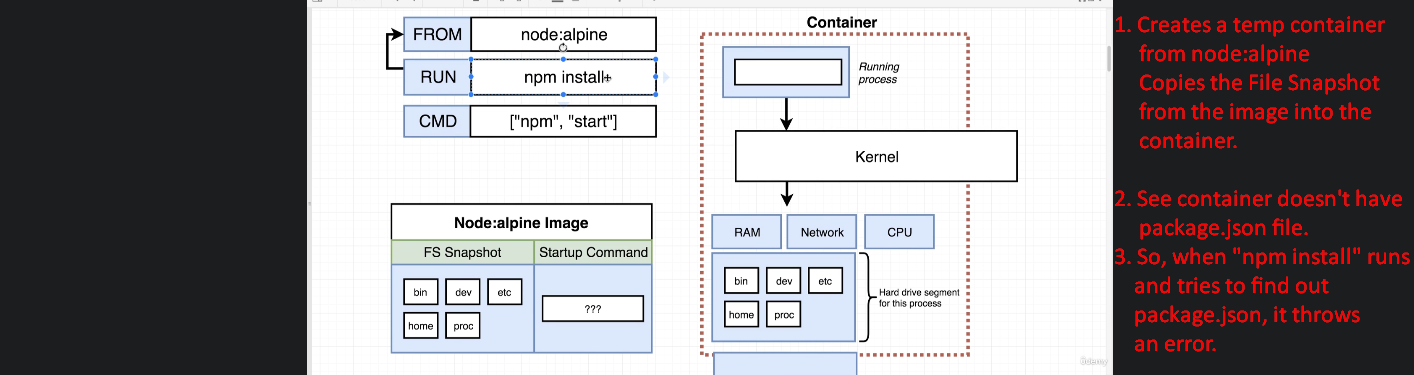 FROM node:alpine
RUN npm install
CMD ["npm", "start"]
Node:alpine Image
FS Snapshot Startup Command
bin dev etc
home proc
???
Container
Running
process
Kernel
RAM Network CPU
bin dev etc
home proc
Hard drive segment
for this process
Udemy
1. Creates a temp container
from node:alpine
Copies the File Snapshot
from the image into the
container.
2. See container doesn't have
package.json file.
3. So, when "npm install" runs
and tries to find out
package.json, it throws
an error.